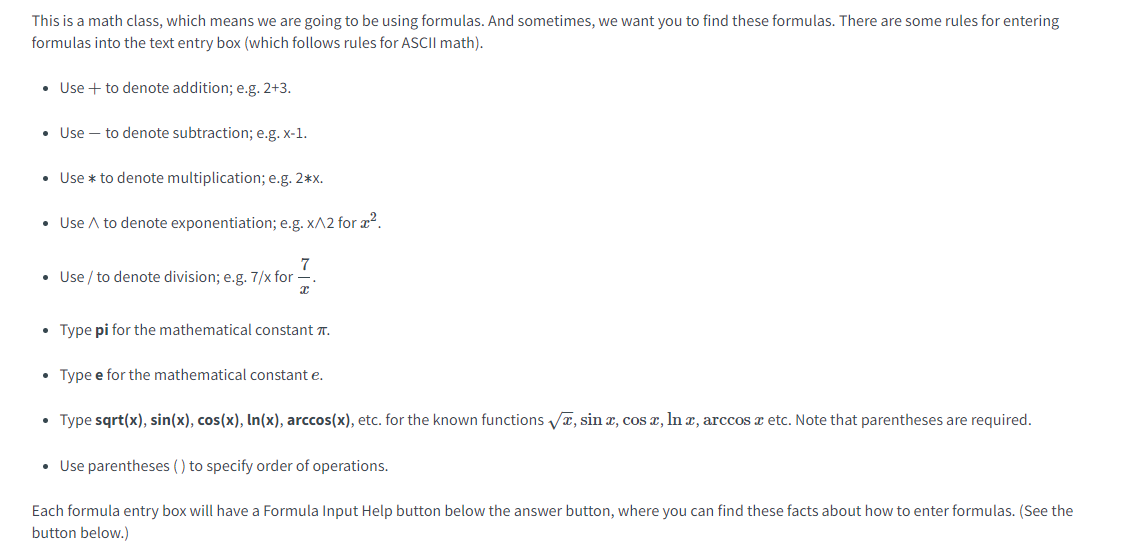 This is a math class, which means we are going to be using formulas. And sometimes, we want you to find these formulas. There are some rules for entering
formulas into the text entry box (which follows rules for ASCII math).
• Use + to denote addition; e.g. 2+3.
• Use − to denote subtraction; e.g. x-1.
• Use * to denote multiplication; e.g. 2*x.
• Use ∧ to denote exponentiation; e.g. x∧2 for x².
• Use / to denote division; e.g. 7/x for 7/x.
• Type pi for the mathematical constant π.
• Type e for the mathematical constant e.
• Type sqrt(x), sin(x), cos(x), ln(x), arccos(x), etc. for the known functions √x, sin x, cos x, ln x, arccos x etc. Note that parentheses are required.
• Use parentheses ( ) to specify order of operations.
Each formula entry box will have a Formula Input Help button below the answer button, where you can find these facts about how to enter formulas. (See the
button below.)